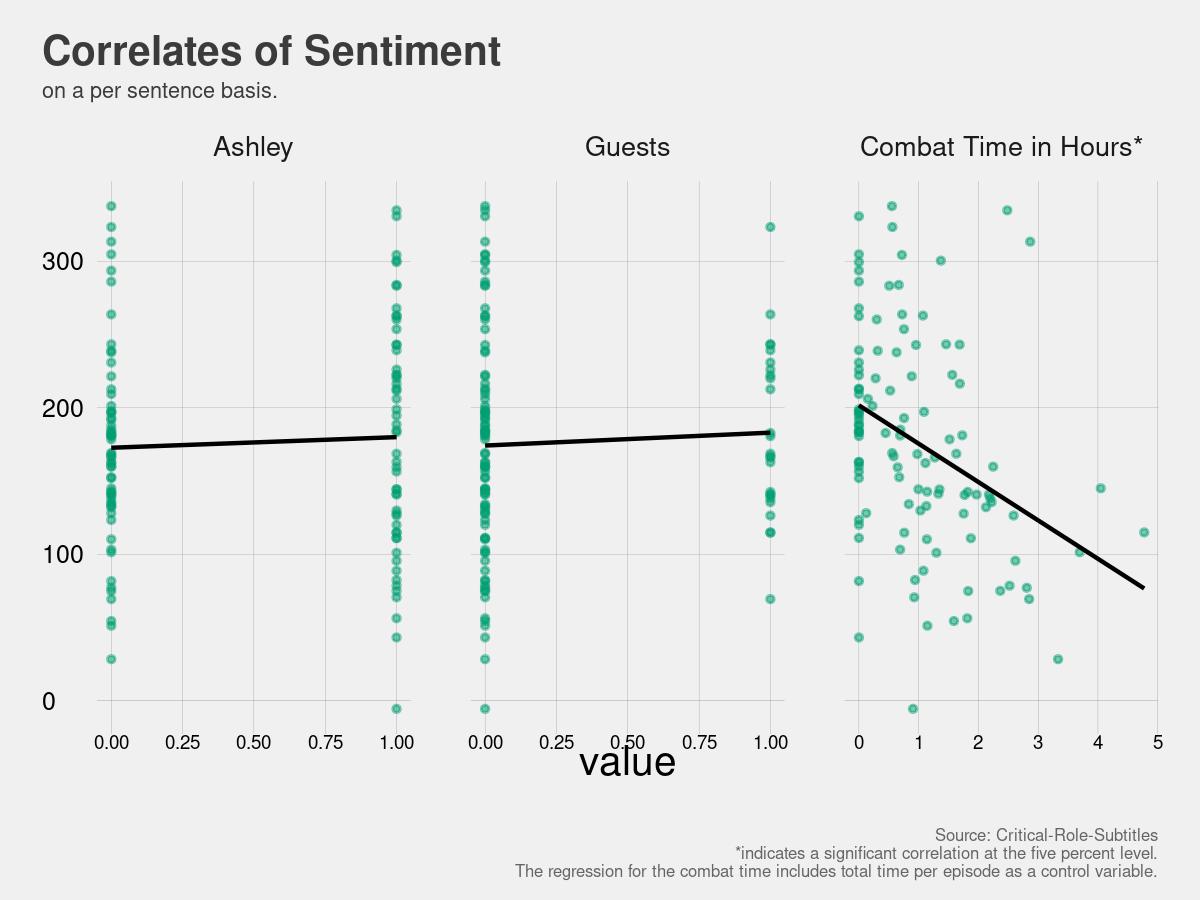 Correlates of Sentiment
on a per sentence basis.
Ashley
Guests
Combat Time in Hours*
300
200
100
0
0.00 0.25 0.50 0.75 1.00
0.00 0.25 0.50 0.75 1.00
0 1 2 3 4 5
value
Source: Critical-Role-Subtitles
*indicates a significant correlation at the five percent level.
The regression for the combat time includes total time per episode as a control variable.